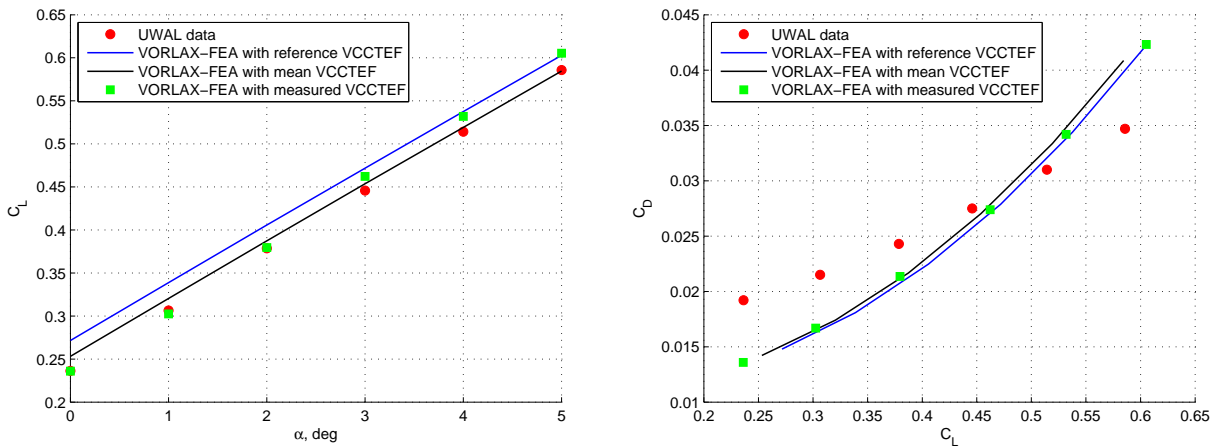 UWAL data
VORLAX−FEA with reference VCCTEF
VORLAX−FEA with mean VCCTEF
VORLAX−FEA with measured VCCTEF
0.65
0.6
0.55
0.5
0.45
0.4
0.35
0.3
0.25
0.2
C_L
0 1 2 3 4 5
α, deg
UWAL data
VORLAX−FEA with reference VCCTEF
VORLAX−FEA with mean VCCTEF
VORLAX−FEA with measured VCCTEF
0.045
0.04
0.035
0.03
0.025
0.02
0.015
0.01
C_D
0.2 0.25 0.3 0.35 0.4 0.45 0.5 0.55 0.6 0.65
C_L